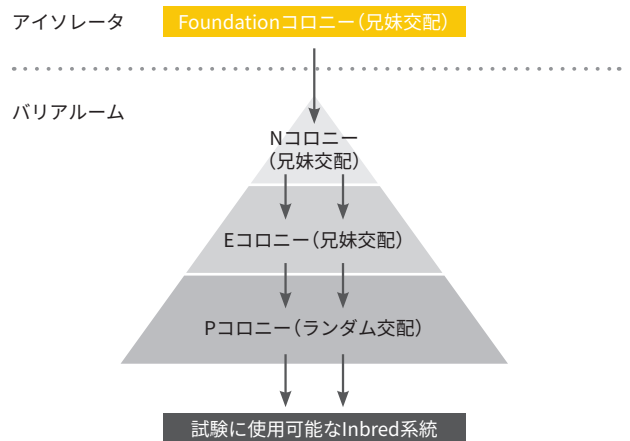 アイソレータ
Foundationコロニー（兄妹交配）
バリアルーム
Nコロニー
（兄妹交配）
Eコロニー（兄妹交配）
Pコロニー（ランダム交配）
試験に使用可能なInbred系統